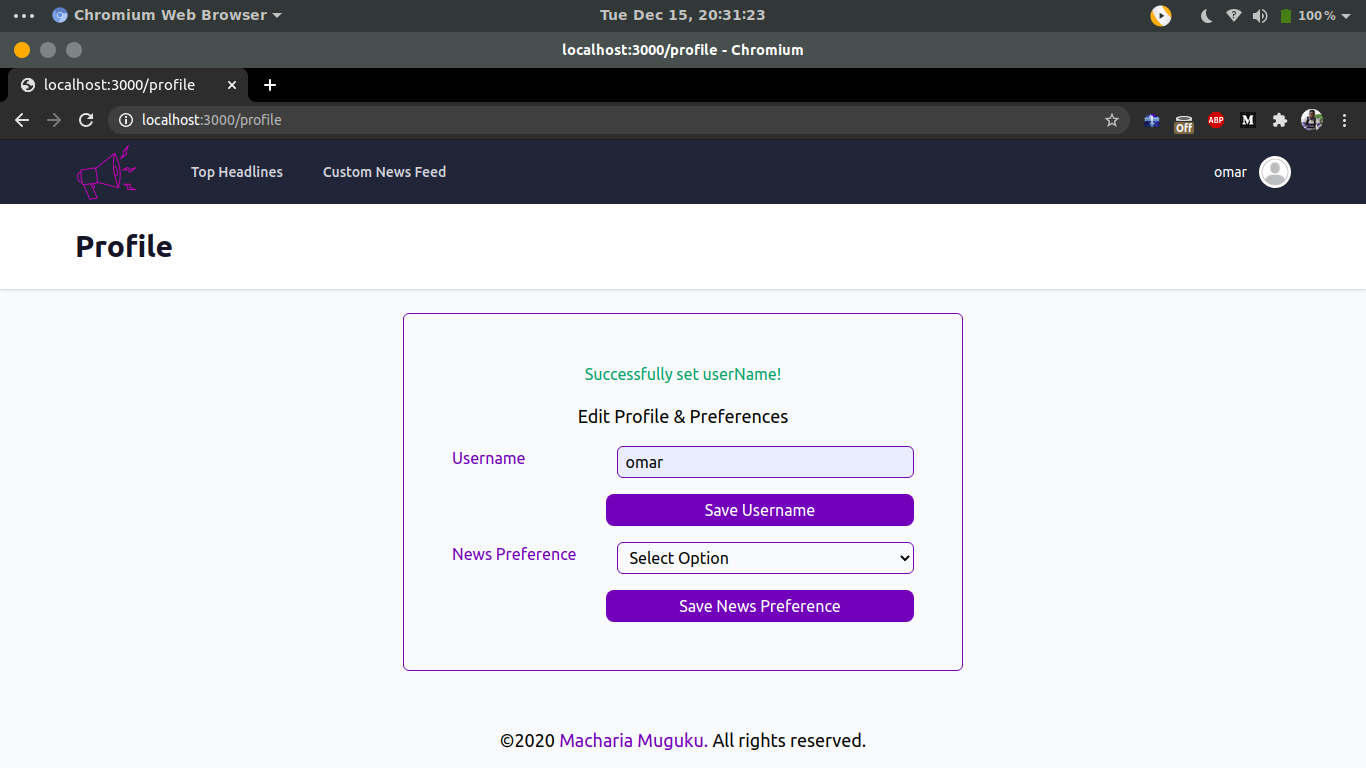 Chromium Web Browser Tue Dec 15, 20:31:23 100 %
localhost:3000/profile - Chromium
localhost:3000/profile
localhost:3000/profile Off ABP M
Top Headlines Custom News Feed omar
Profile
Successfully set userName!
Edit Profile & Preferences
Username omar
Save Username
News Preference Select Option
Save News Preference
©2020 Macharia Muguku. All rights reserved.